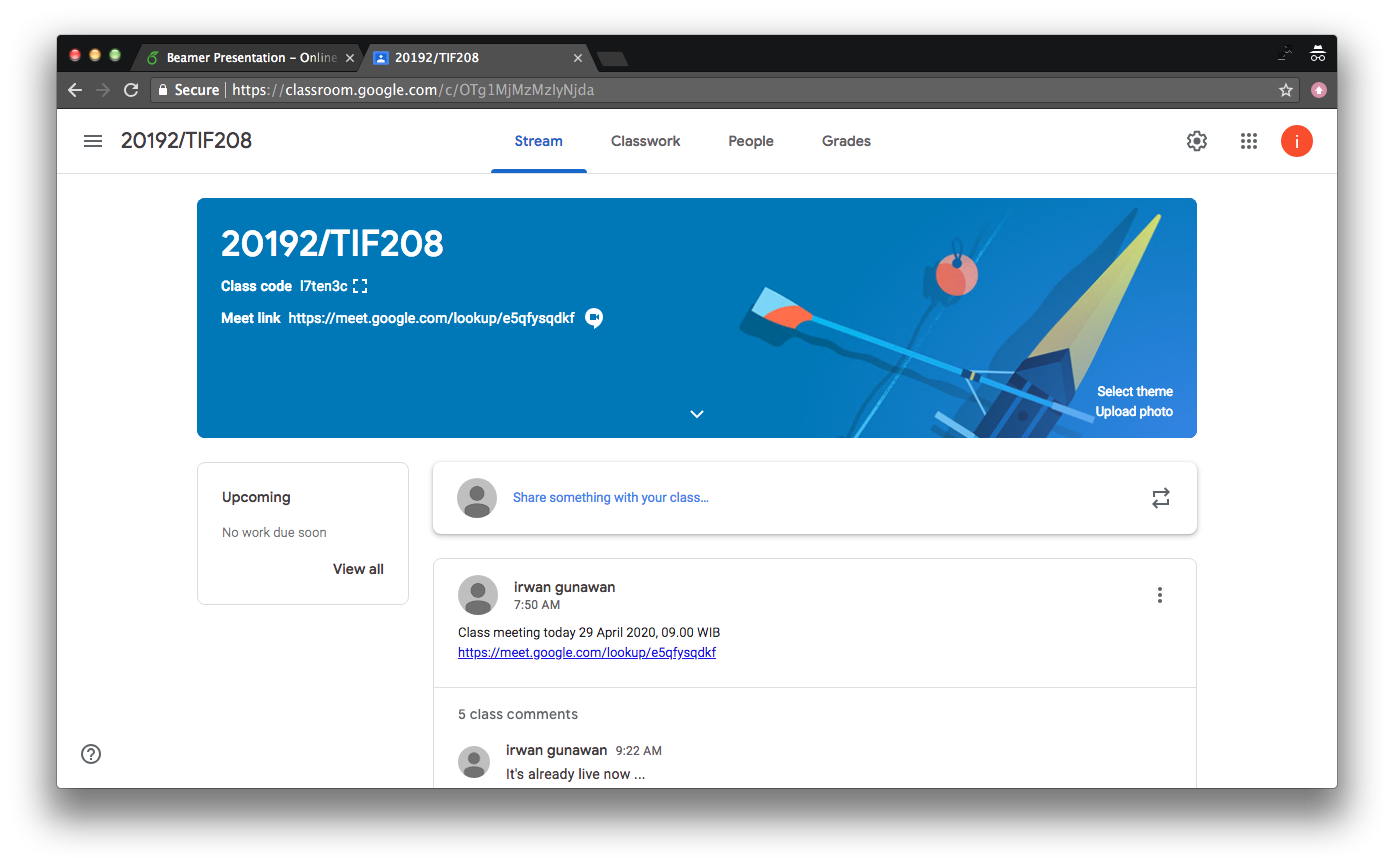 Beamer Presentation – Online
20192/TIF208
Secure https://classroom.google.com/c/OTg1MjMzMzIyNjda
20192/TIF208
Stream
Classwork
People
Grades
i
20192/TIF208
Class code l7ten3c
Meet link https://meet.google.com/lookup/e5qfysqdkf
Select theme
Upload photo
Upcoming
No work due soon
View all
Share something with your class…
irwan gunawan
7:50 AM
Class meeting today 29 April 2020, 09.00 WIB
https://meet.google.com/lookup/e5qfysqdkf
5 class comments
irwan gunawan 9:22 AM
It's already live now ...